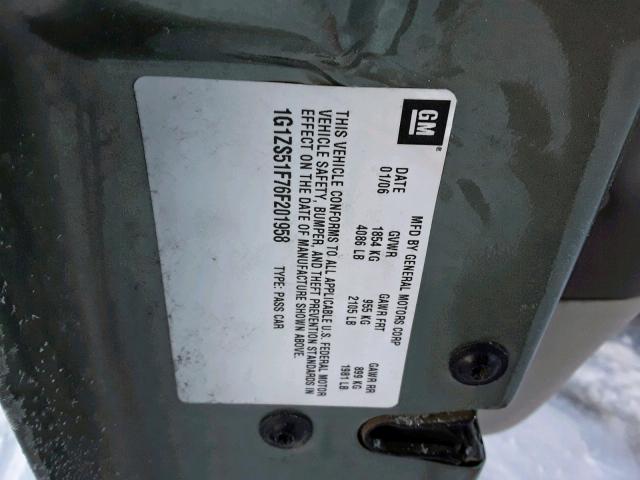 GM
MFD BY GENERAL MOTORS CORP
DATE GVWR GAWR FRT GAWR RR
01/06 1854 KG 955 KG 899 KG
4086 LB 2105 LB 1981 LB
THIS VEHICLE CONFORMS TO ALL APPLICABLE U.S. FEDERAL MOTOR
VEHICLE SAFETY, BUMPER, AND THEFT PREVENTION STANDARDS IN
EFFECT ON THE DATE OF MANUFACTURE SHOWN ABOVE.
1G1ZS51F76F201958 TYPE: PASS CAR